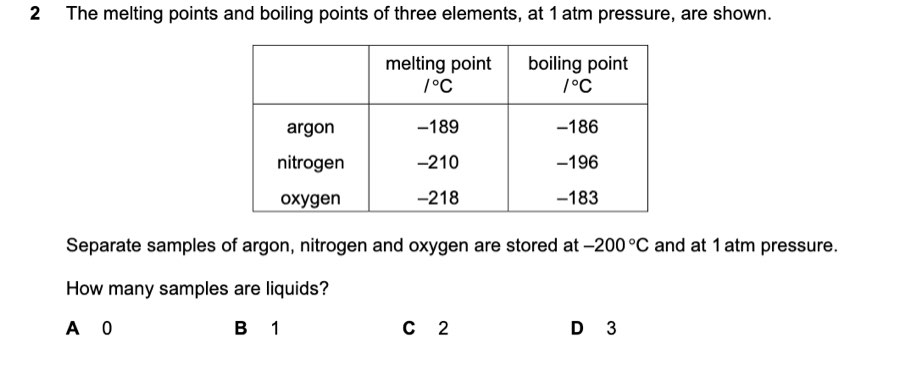 2 The melting points and boiling points of three elements, at 1 atm pressure, are shown.
melting point /°C boiling point /°C
argon –189 –186
nitrogen –210 –196
oxygen –218 –183
Separate samples of argon, nitrogen and oxygen are stored at –200 °C and at 1 atm pressure.
How many samples are liquids?
A 0 B 1 C 2 D 3